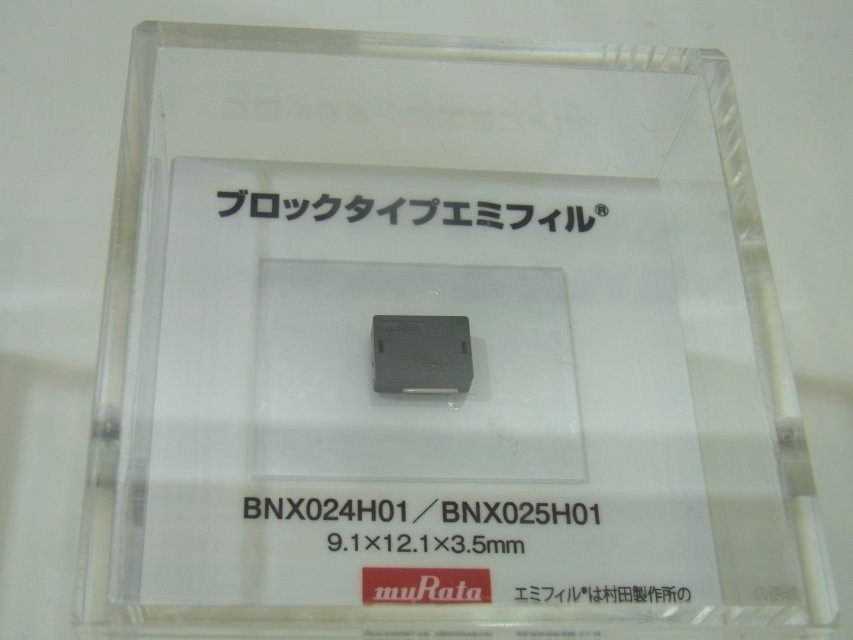 ブロックタイプエミフィル®
BNX024H01／BNX025H01
9.1×12.1×3.5mm
muRata
エミフィル®は村田製作所の